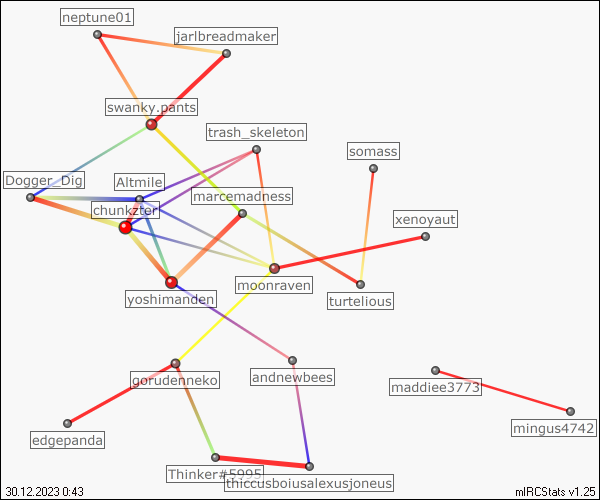 neptune01
jarlbreadmaker
swanky.pants
trash_skeleton
somass
Dogger_Dig
Altmile
marcemadness
chunkzter
xenoyaut
moonraven
yoshimanden
turtelious
gorudenneko
andnewbees
maddiee3773
mingus4742
edgepanda
Thinker#5995
thiccusboiusalexusjoneus
30.12.2023 0:43
mIRCStats v1.25